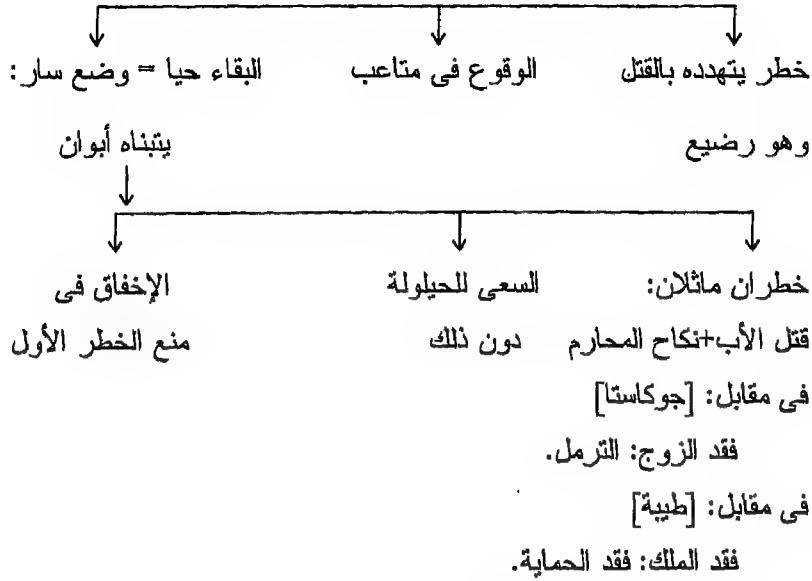 خطر يتهدده بالقتل الوقوع فى متاعب البقاء حيا = وضع سار:
وهو رضيع يتبناه أبوان
خطران ماثلان: السعى للحيلولة الإخفاق فى
قتل الأب+نكاح المحارم دون ذلك منع الخطر الأول
فى مقابل: [جوكاستا]
فقد الزوج: الترمل.
فى مقابل: [طيبة]
فقد الملك: فقد الحماية.